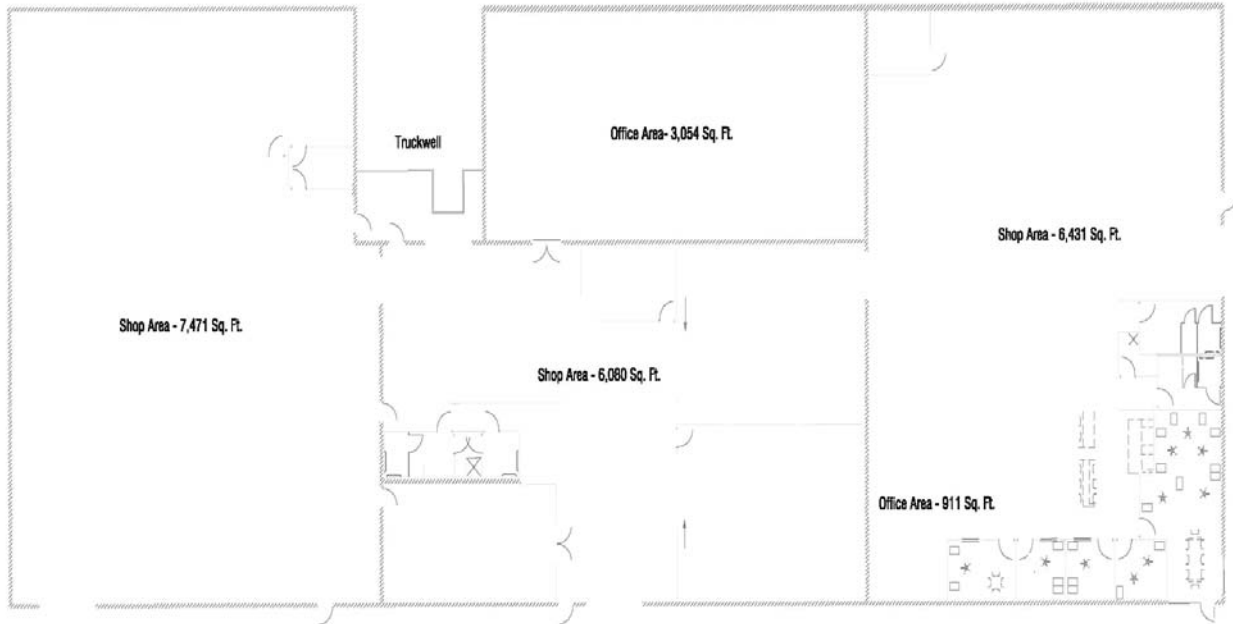 Truckwell
Office Area- 3,054 Sq. Ft.
Shop Area - 6,431 Sq. Ft.
Shop Area - 7,471 Sq. Ft.
Shop Area - 6,080 Sq. Ft.
Office Area - 911 Sq. Ft.